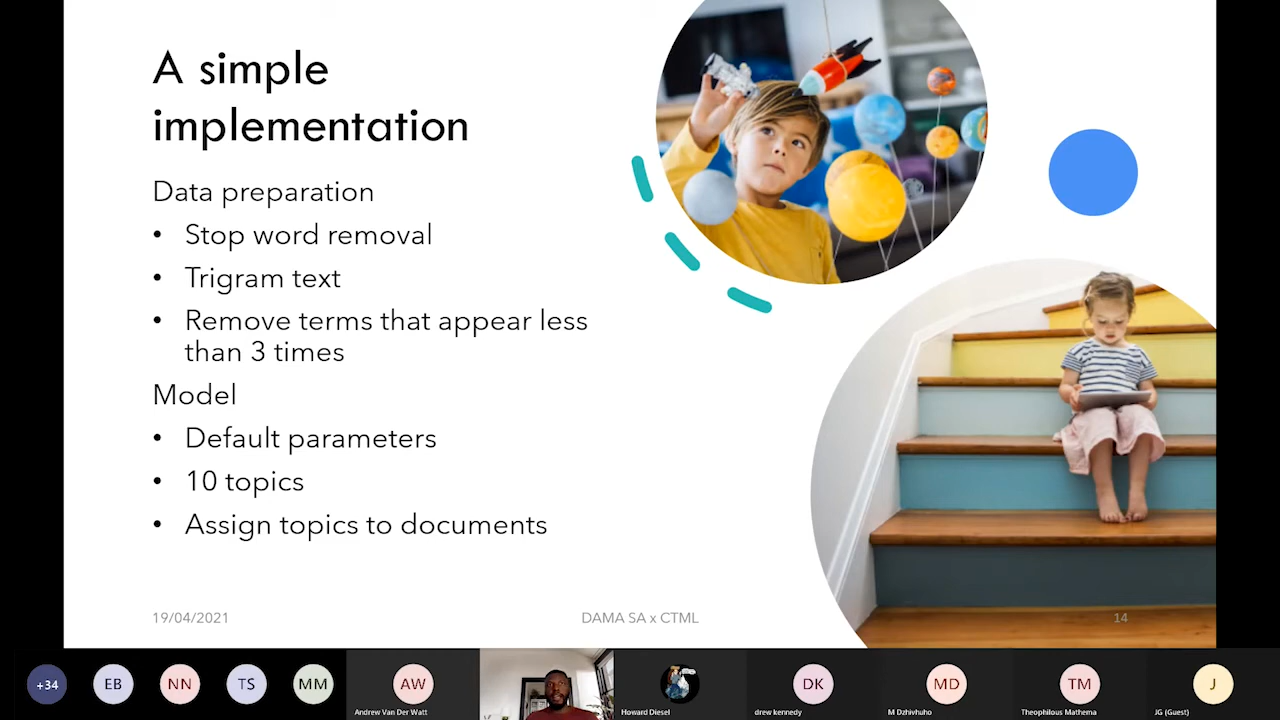 A simple
implementation
Data preparation
• Stop word removal
• Trigram text
• Remove terms that appear less
than 3 times
Model
• Default parameters
• 10 topics
• Assign topics to documents
19/04/2021
DAMA SA x CTML
14
+34
EB
NN
TS
MM
AW
Andrew Van Der Watt
Howard Diesel
DK
drew kennedy
MD
M Dzhivhuho
TM
Theophilous Mathema
J
JG (Guest)